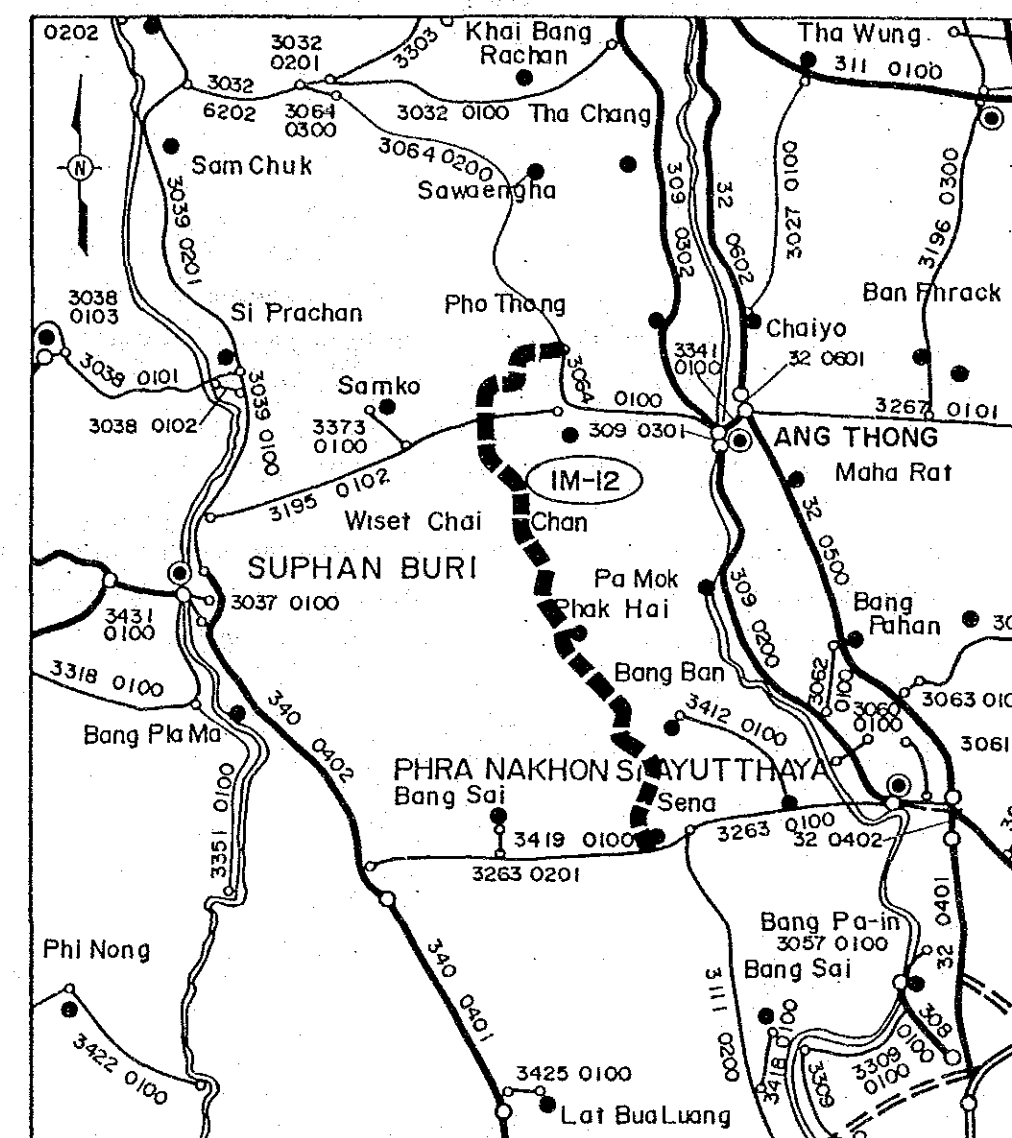 0202
3032
0201
3303
Khai Bang
Rachan
Tha Wung
311 0100
3032
6202
3064
0300
3032 0100
Tha Chang
3064 0200
Sam Chuk
Sawaengha
N
3039 0201
309 0302
32 0602
3027 0100
3196 0300
3038
0103
Si Prachan
Pho Thong
Ban Phrack
Chaiyo
3341
0100
32 0601
3038 0101
Samko
3064 0100
3038 0102
3039 0100
3373
0100
309 0301
3267 0101
ANG THONG
Maha Rat
1M-12
3195 0102
Wiset Chai Chan
32 0500
SUPHAN BURI
Pa Mok
3037 0100
Phak Hai
309 0200
Bang
Pahan
3431
0100
3318 0100
Bang Ban
3062
0100
3063 010
Bang Pla Ma
340 0402
3412 0100
3060
0100
3061
PHRA NAKHON SI AYUTTHAYA
Bang Sai
Sena
3351 0100
3419 0100
3263 0100
32 0402
3263 0201
32 0401
Phi Nong
Bang Pa-in
3057 0100
Bang Sai
340 0401
3111 0200
308
0100
3422 0100
3418 0100
3309
3309
0100
3425 0100
Lat Bua Luang